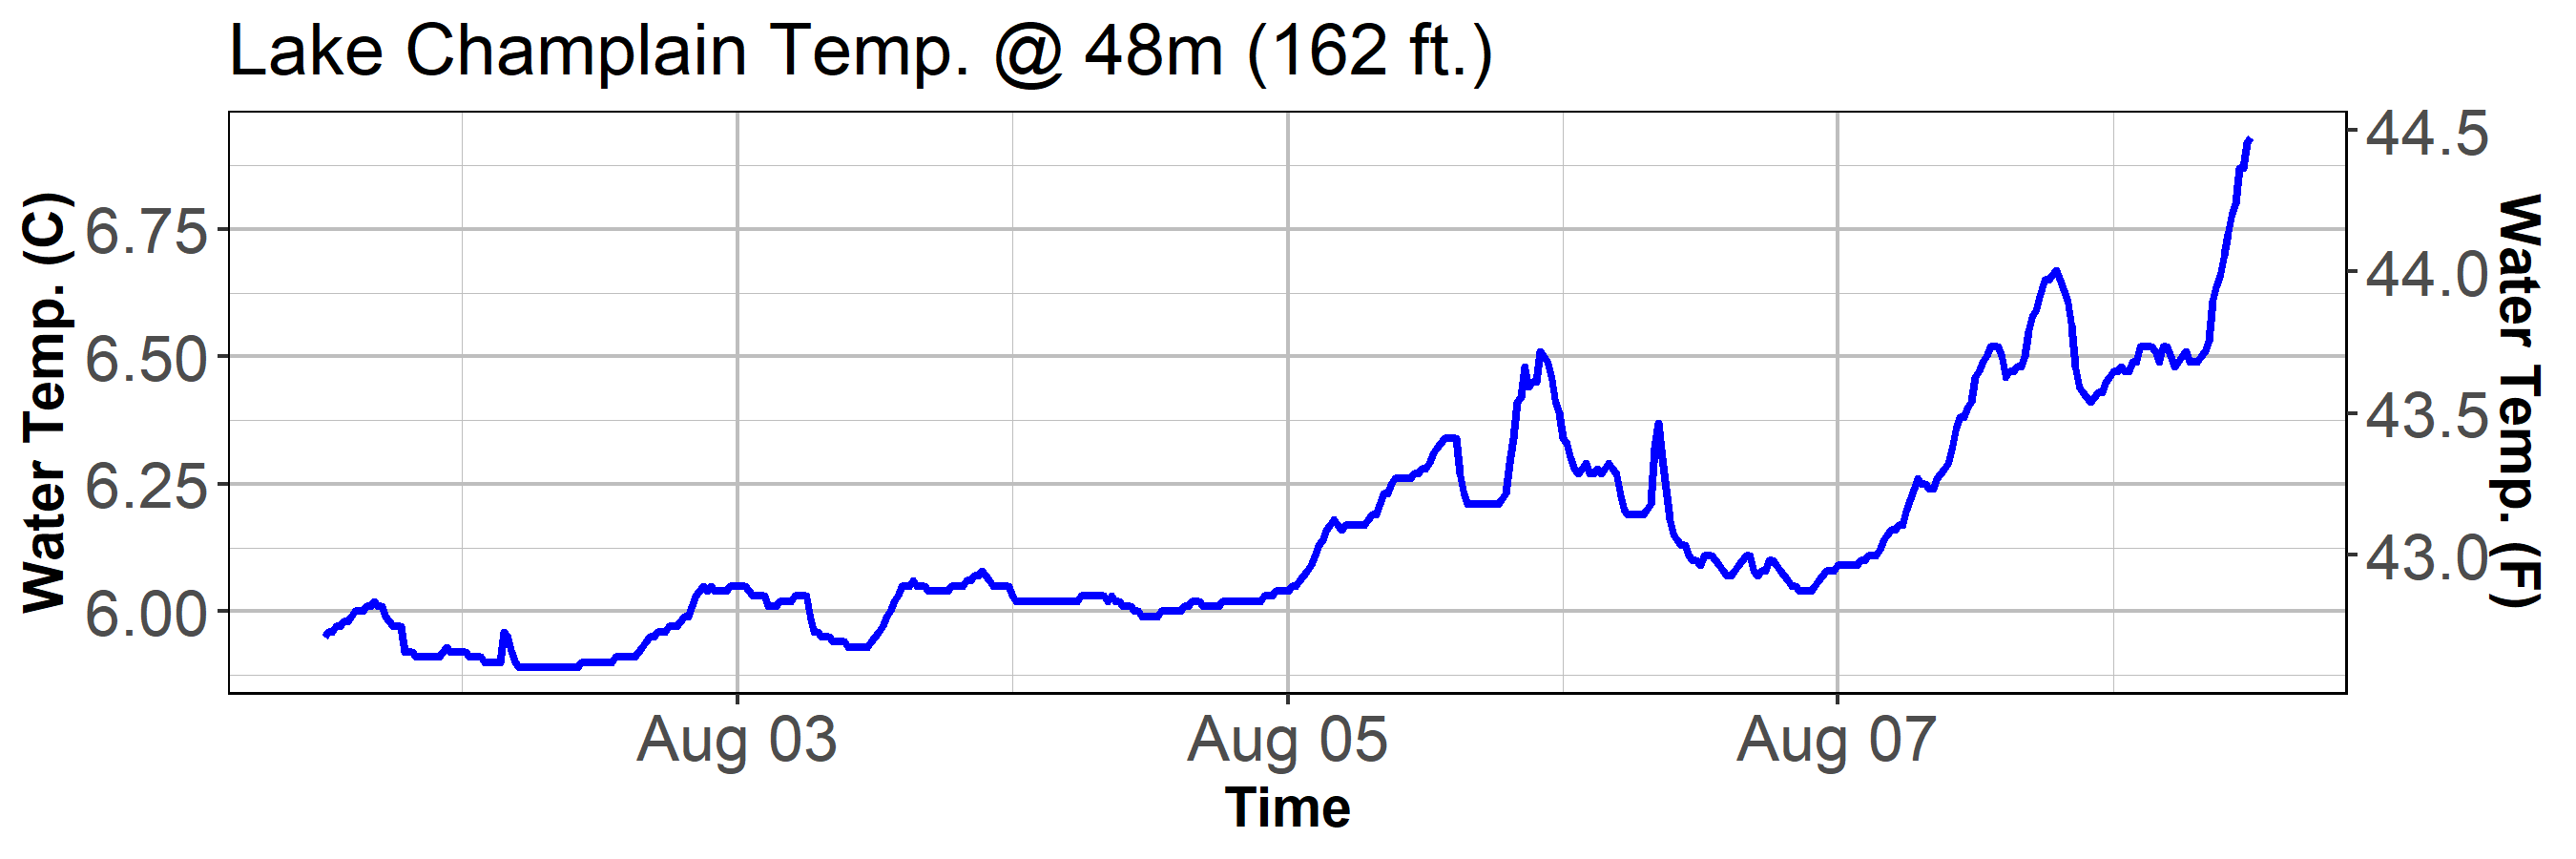 Lake Champlain Temp. @ 48m (162 ft.)
Water Temp. (C)
6.75
6.50
6.25
6.00
44.5
44.0
43.5
43.0
Water Temp. (F)
Aug 03 Aug 05 Aug 07
Time